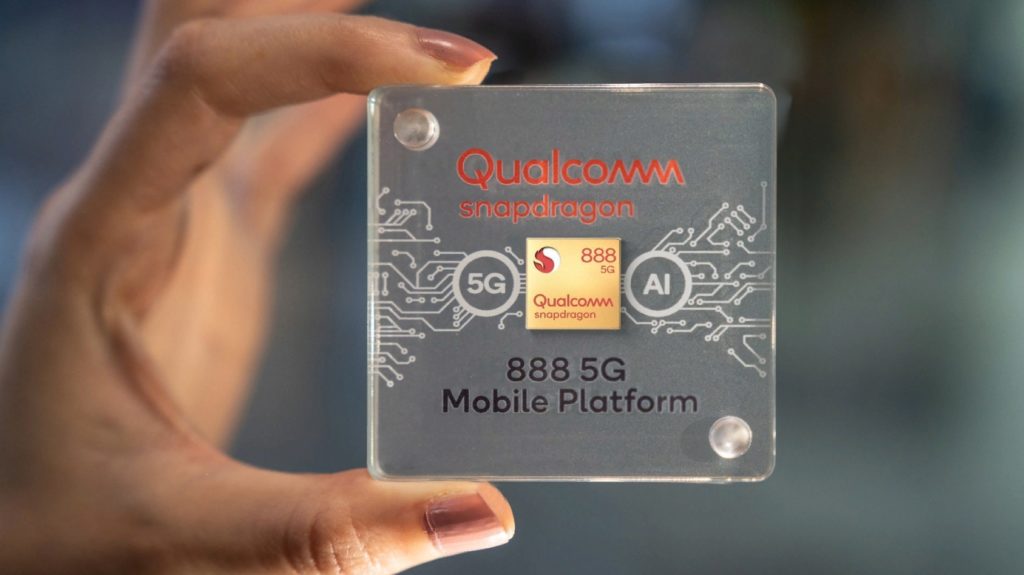 Qualcomm
snapdragon
5G
888
5G
Qualcomm
snapdragon
AI
888 5G
Mobile Platform